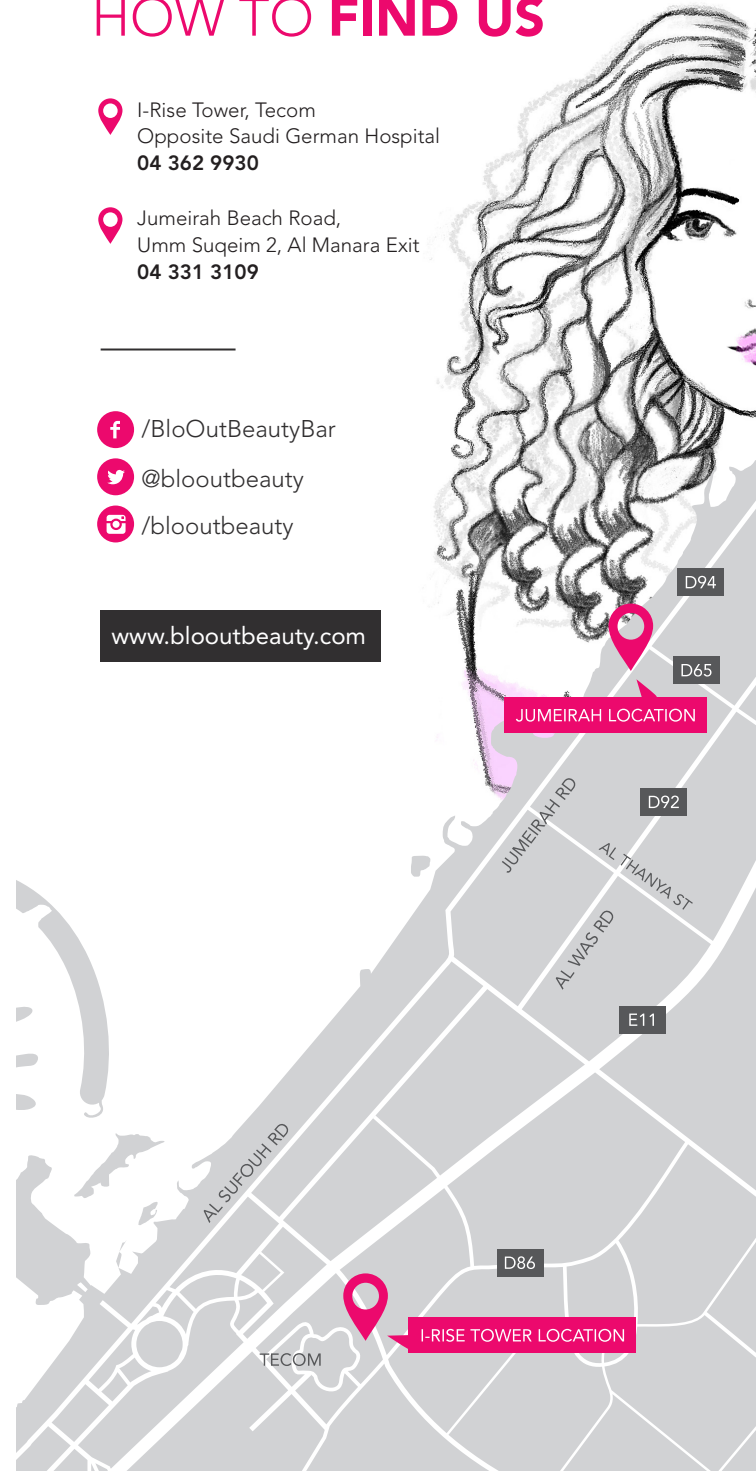 HOW TO FIND US
I-Rise Tower, Tecom
Opposite Saudi German Hospital
04 362 9930
Jumeirah Beach Road,
Umm Suqeim 2, Al Manara Exit
04 331 3109
/BloOutBeautyBar
@blooutbeauty
/blooutbeauty
www.blooutbeauty.com
D94
D65
JUMEIRAH LOCATION
JUMEIRAH RD
D92
AL THANYA ST
AL WAS RD
E11
AL SUFOUH RD
D86
I-RISE TOWER LOCATION
TECOM